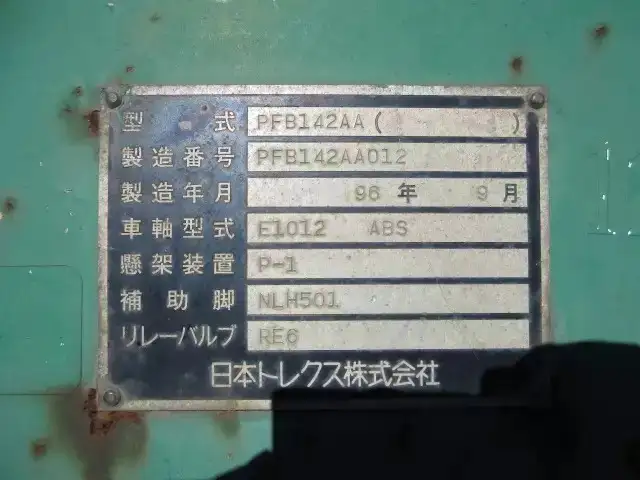 型式 PFB142AA ( )
製造番号 PFB142AA012
製造年月 96 年 9 月
車軸型式 E1012 ABS
懸架装置 P-1
補助脚 NLH501
リレーバルブ RE6
日本トレクス株式会社